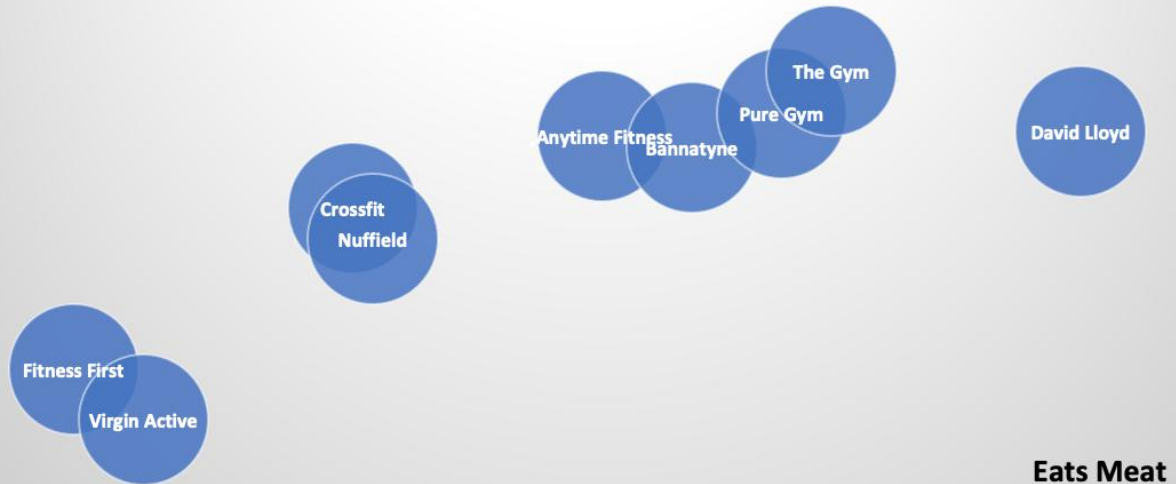 The Gym
Pure Gym
Anytime Fitness
Bannatyne
David Lloyd
Crossfit
Nuffield
Fitness First
Virgin Active
Eats Meat